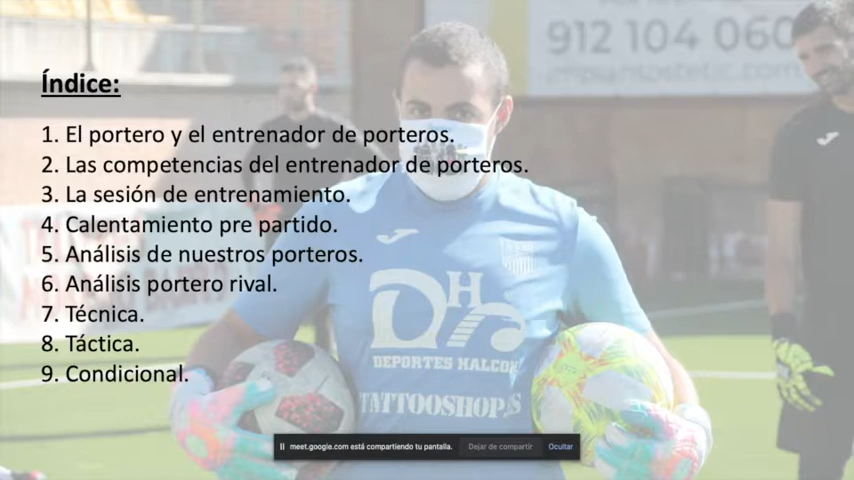 Índice:
1. El portero y el entrenador de porteros.
2. Las competencias del entrenador de porteros.
3. La sesión de entrenamiento.
4. Calentamiento pre partido.
5. Análisis de nuestros porteros.
6. Análisis portero rival.
7. Técnica.
8. Táctica.
9. Condicional.
912 104 060
DH
DEPORTES HALCON
TATTOOSHOP
meet.google.com está compartiendo tu pantalla. Dejar de compartir Ocultar